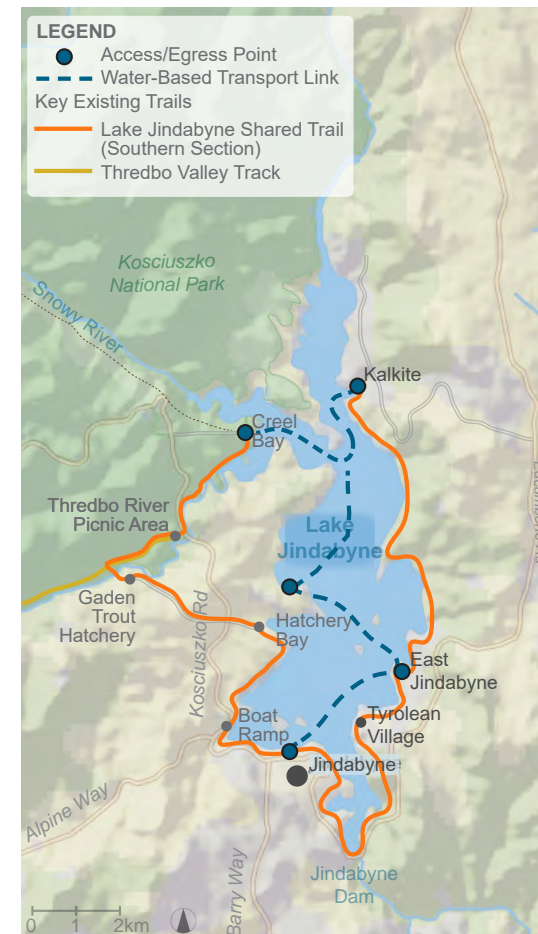 LEGEND
Access/Egress Point
Water-Based Transport Link
Key Existing Trails
Lake Jindabyne Shared Trail
(Southern Section)
Thredbo Valley Track
Kosciuszko
National Park
Snowy River
Kalkite
Creel
Bay
Thredbo River
Picnic Area
Lake
Jindabyne
Gaden
Trout
Hatchery
Kosciuszko Rd
Hatchery
Bay
East
Jindabyne
Boat
Ramp
Tyrolean
Village
Jindabyne
Alpine Way
Barry Way
Jindabyne
Dam
0 1 2km